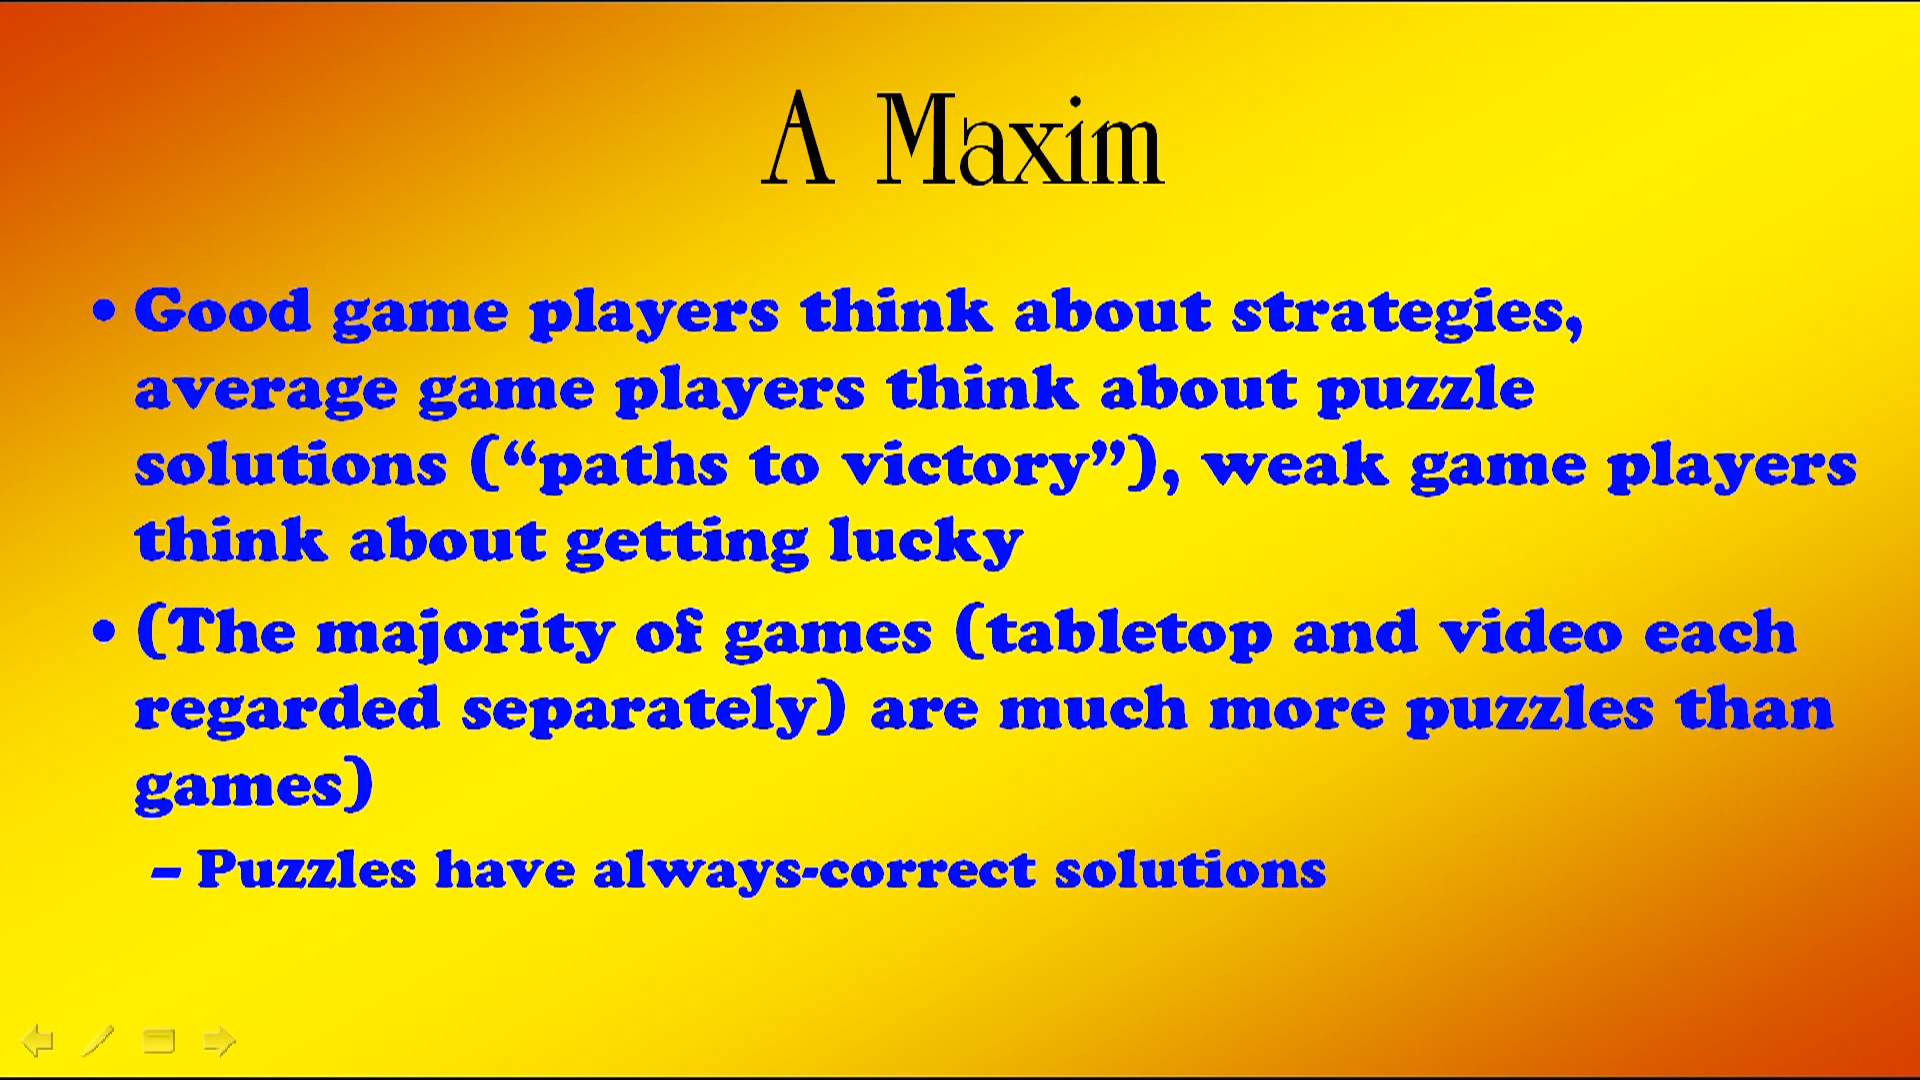 A Maxim
• Good game players think about strategies,
average game players think about puzzle
solutions (“paths to victory”), weak game players
think about getting lucky
• (The majority of games (tabletop and video each
regarded separately) are much more puzzles than
games)
– Puzzles have always-correct solutions